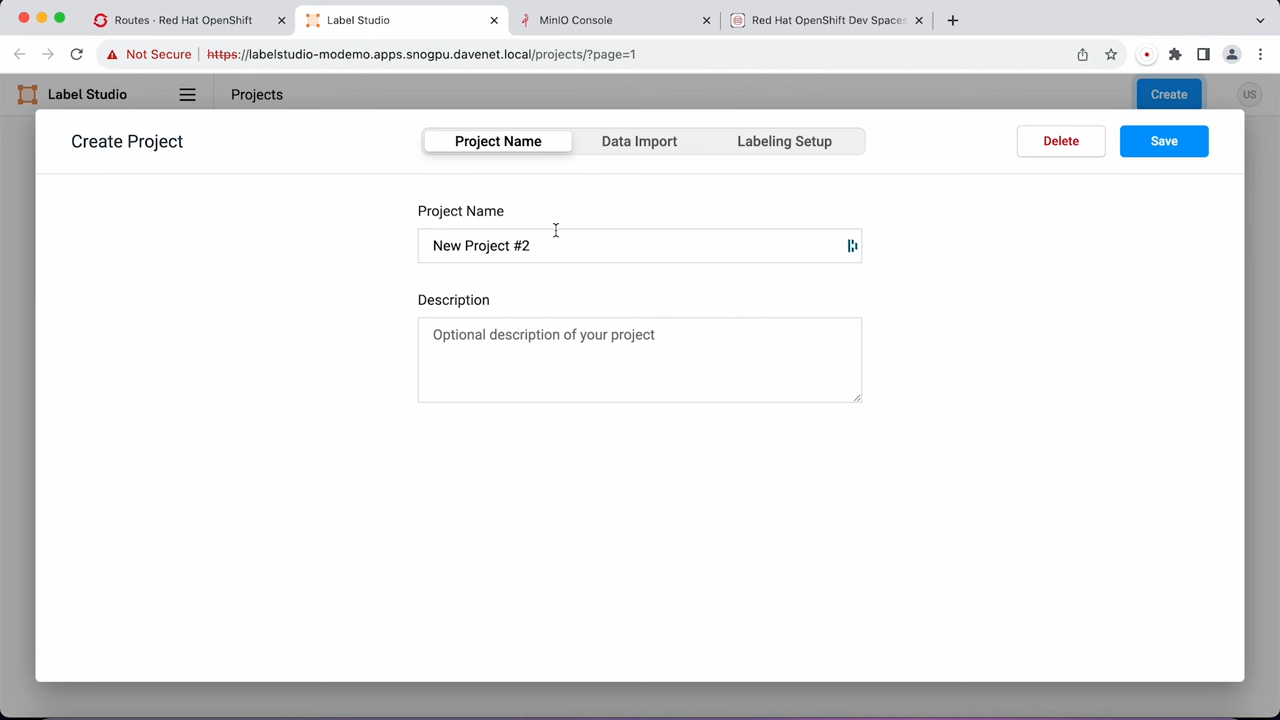 Routes · Red Hat OpenShift
Label Studio
MinIO Console
Red Hat OpenShift Dev Spaces
Not Secure
https://labelstudio-modemo.apps.snogpu.davenet.local/projects/?page=1
Label Studio
Projects
Create
US
Create Project
Project Name
Data Import
Labeling Setup
Delete
Save
Project Name
New Project #2
Description
Optional description of your project